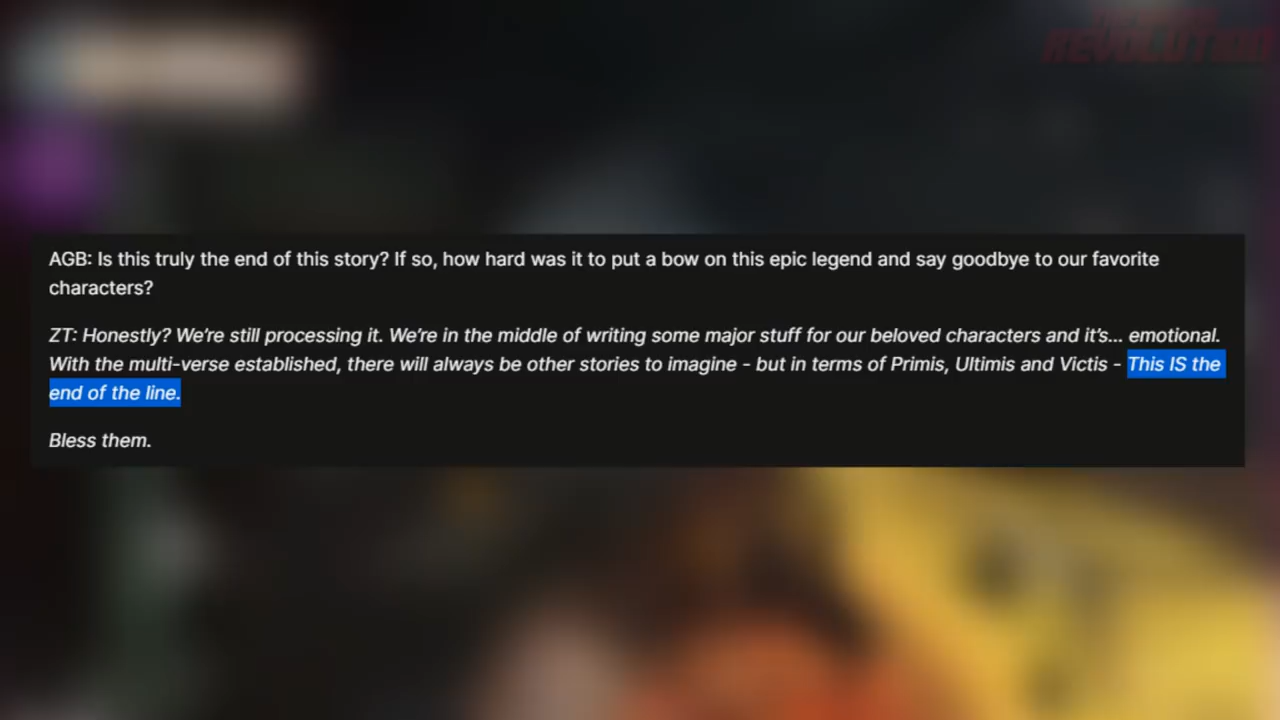 REVOLUTION
AGB: Is this truly the end of this story? If so, how hard was it to put a bow on this epic legend and say goodbye to our favorite
characters?
ZT: Honestly? We're still processing it. We're in the middle of writing some major stuff for our beloved characters and it's... emotional.
With the multi-verse established, there will always be other stories to imagine - but in terms of Primis, Ultimis and Victis - This IS the
end of the line.
Bless them.